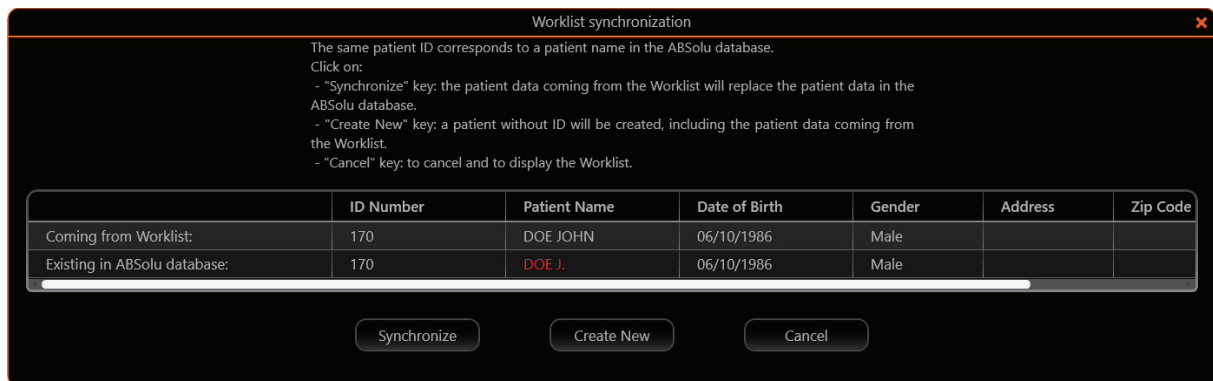 Worklist synchronization
The same patient ID corresponds to a patient name in the ABSolu database.
Click on:
- "Synchronize" key: the patient data coming from the Worklist will replace the patient data in the
ABSolu database.
- "Create New" key: a patient without ID will be created, including the patient data coming from
the Worklist.
- "Cancel" key: to cancel and to display the Worklist.
ID Number Patient Name Date of Birth Gender Address Zip Code
Coming from Worklist: 170 DOE JOHN 06/10/1986 Male
Existing in ABSolu database: 170 DOE J. 06/10/1986 Male
Synchronize Create New Cancel